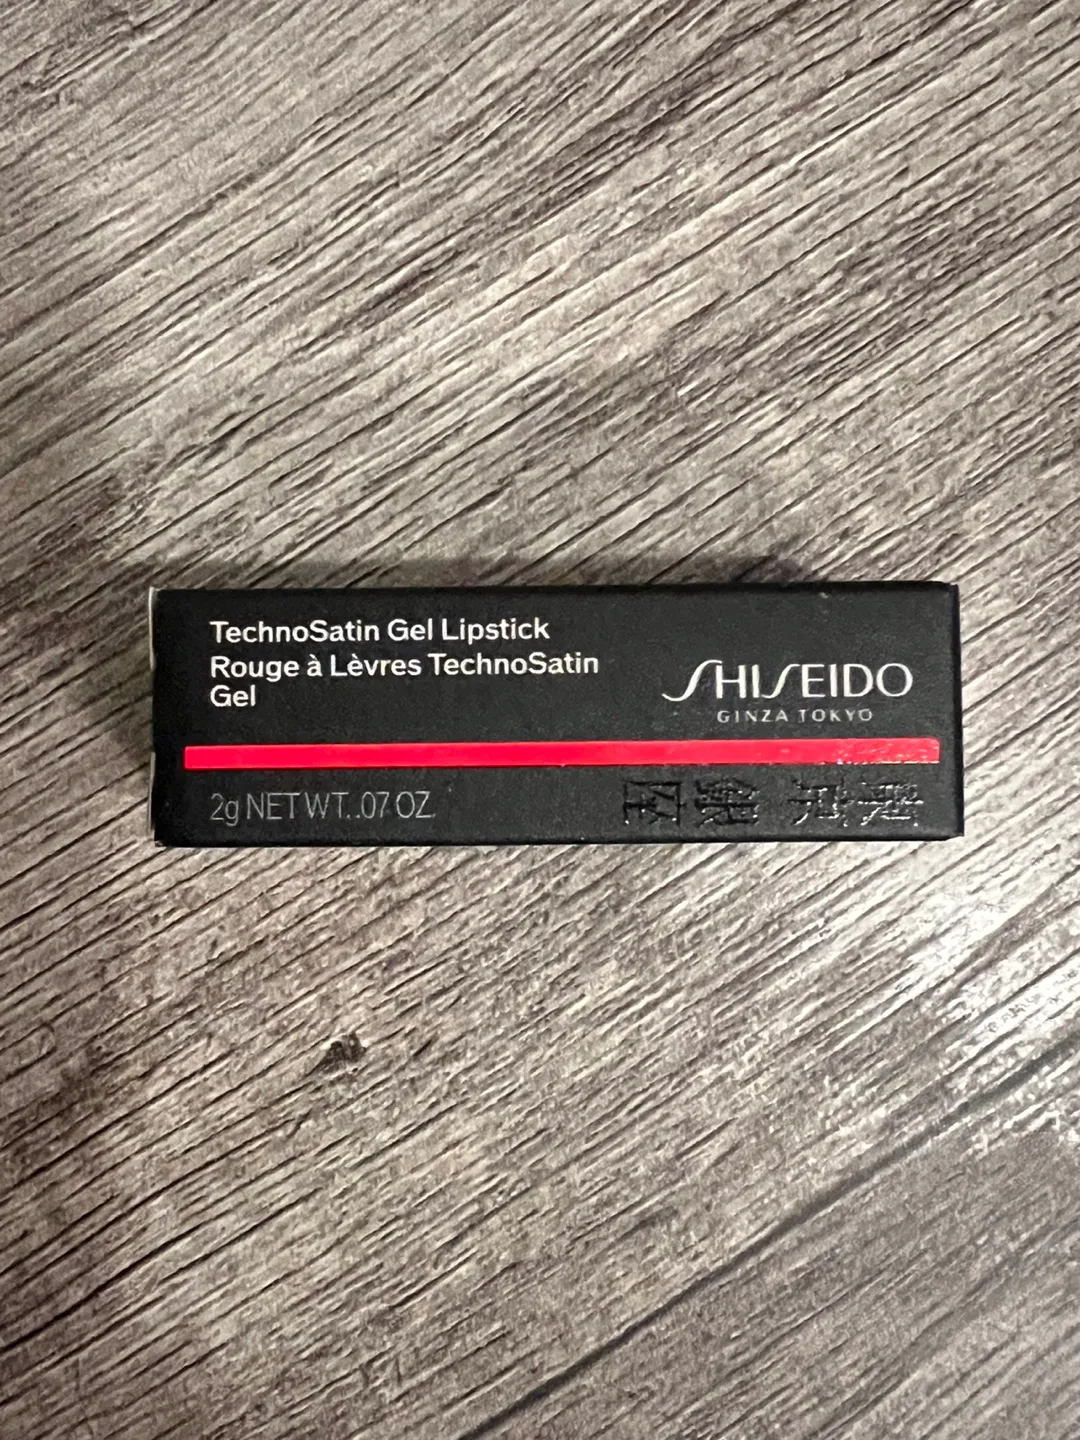 TechnoSatin Gel Lipstick
Rouge à Lèvres TechnoSatin
Gel
SHISEIDO
GINZA TOKYO
2g NET WT. .07 OZ.